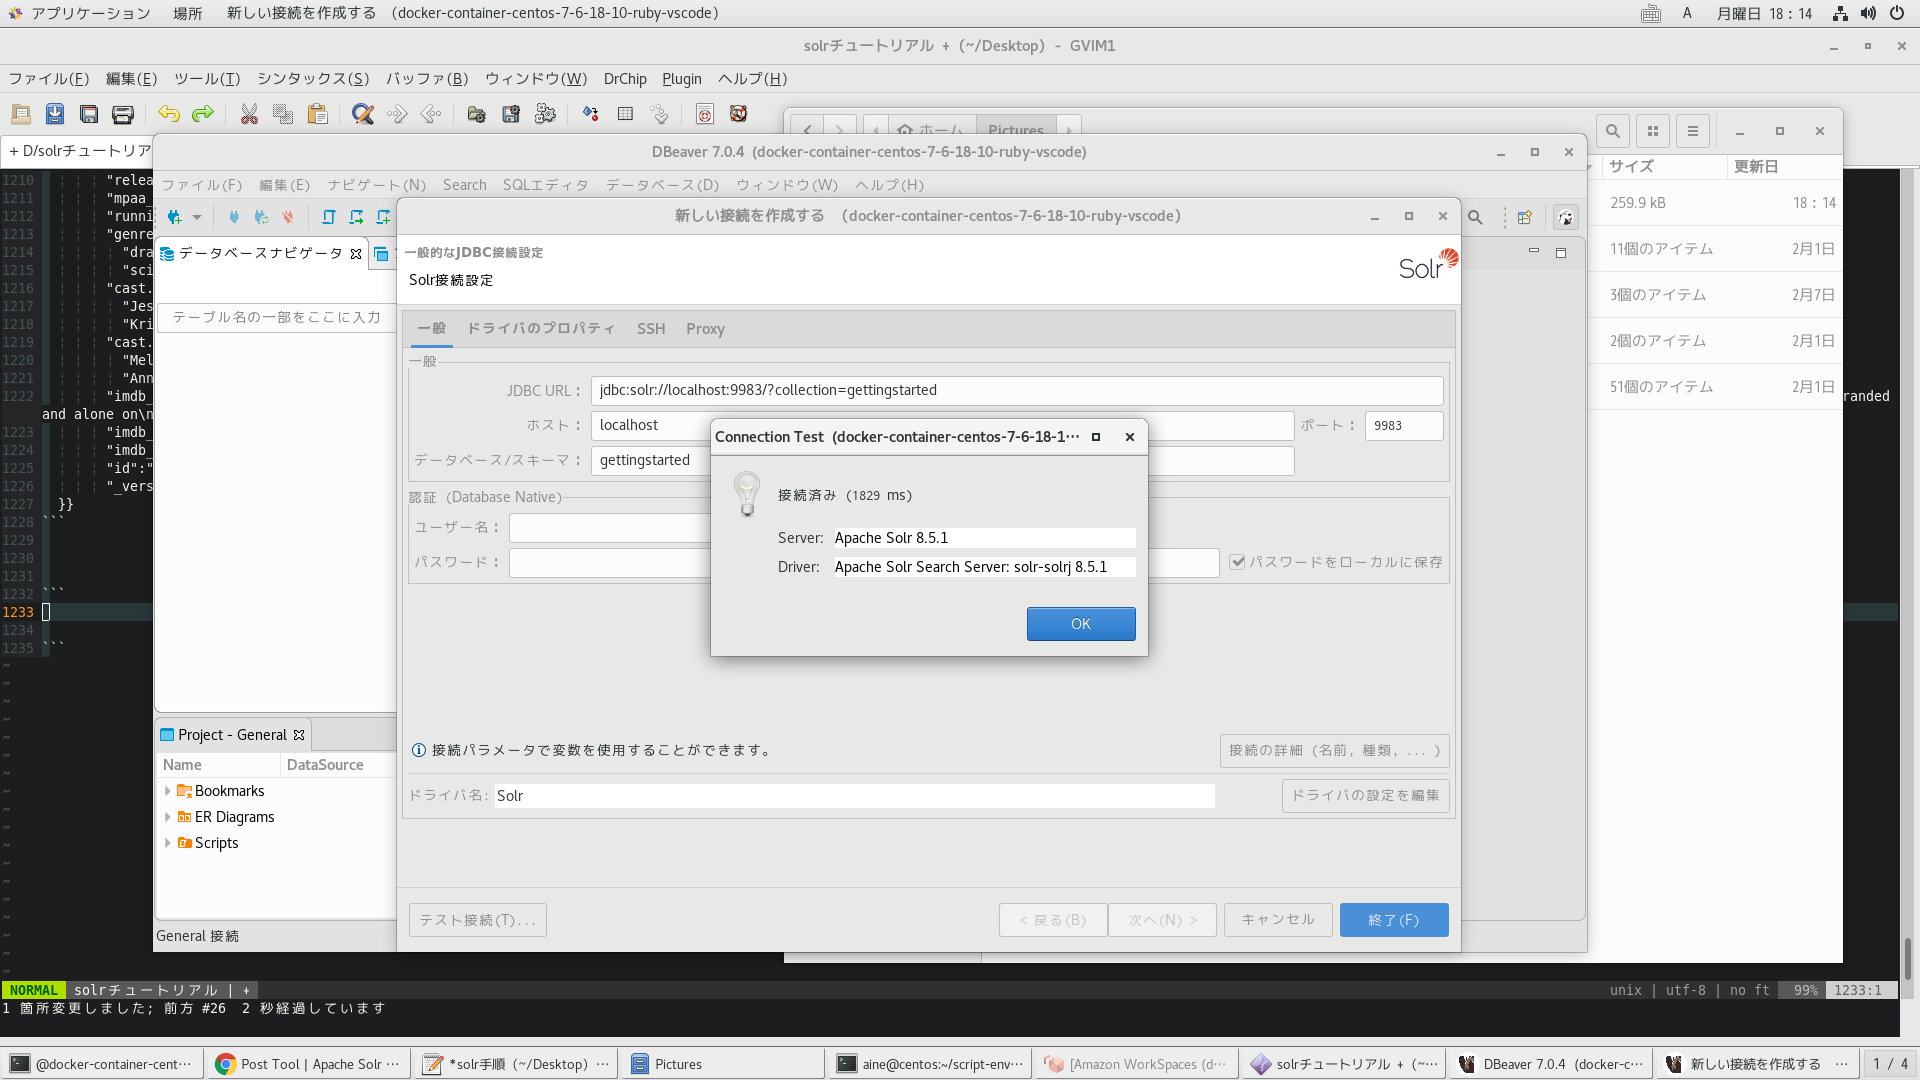 アプリケーション 場所 新しい接続を作成する （docker-container-centos-7-6-18-10-ruby-vscode） A 月曜日 18：14
solrチュートリアル + (~/Desktop) - GVIM1
ファイル(F) 編集(E) ツール(T) シンタックス(S) バッファ(B) ウィンドウ(W) DrChip Plugin ヘルプ(H)
ホーム Pictures
+ D/solrチュートリア
DBeaver 7.0.4 (docker-container-centos-7-6-18-10-ruby-vscode)
サイズ 更新日
ファイル(F) 編集(E) ナビゲート(N) Search SQLエディタ データベース(D) ウィンドウ(W) ヘルプ(H)
259.9 kB 18：14
11個のアイテム 2月1日
3個のアイテム 2月7日
2個のアイテム 2月1日
51個のアイテム 2月1日
1210 "relea
1211 "mpaa_
1212 "runni
1213 "genre
1214 "dra
1215 "sci
1216 "cast.
1217 "Jes
1218 "Kri
1219 "cast.
1220 "Mel
1221 "Ann
1222 "imdb_
randed
and alone on\n
1223 "imdb_
1224 "imdb_
1225 "id":"
1226 "_vers
1227 }}
1228 ```
1229
1230
1231
1232 ```
1233
1234
1235 ```
データベースナビゲータ
テーブル名の一部をここに入力
Project - General
Name DataSource
Bookmarks
ER Diagrams
Scripts
General 接続
新しい接続を作成する （docker-container-centos-7-6-18-10-ruby-vscode）
一般的なJDBC接続設定
Solr接続設定
Solr
一般 ドライバのプロパティ SSH Proxy
一般
JDBC URL： jdbc:solr://localhost:9983/?collection=gettingstarted
ホスト： localhost ポート： 9983
データベース/スキーマ： gettingstarted
認証 (Database Native)
ユーザー名：
パスワード： パスワードをローカルに保存
Connection Test (docker-container-centos-7-6-18-1…
接続済み (1829 ms)
Server: Apache Solr 8.5.1
Driver: Apache Solr Search Server: solr-solrj 8.5.1
OK
接続パラメータで変数を使用することができます。 接続の詳細 (名前, 種類, ... )
ドライバ名: Solr ドライバの設定を編集
テスト接続(T)... < 戻る(B) 次へ(N) > キャンセル 終了(F)
NORMAL solrチュートリアル | + unix | utf-8 | no ft 99% 1233:1
1 箇所変更しました; 前方 #26 2 秒経過しています
@docker-container-cent… Post Tool | Apache Solr … *solr手順 (~/Desktop) … Pictures aine@centos:~/script-env… [Amazon WorkSpaces (d… solrチュートリアル + (~… DBeaver 7.0.4 (docker-c… 新しい接続を作成する … 1 / 4